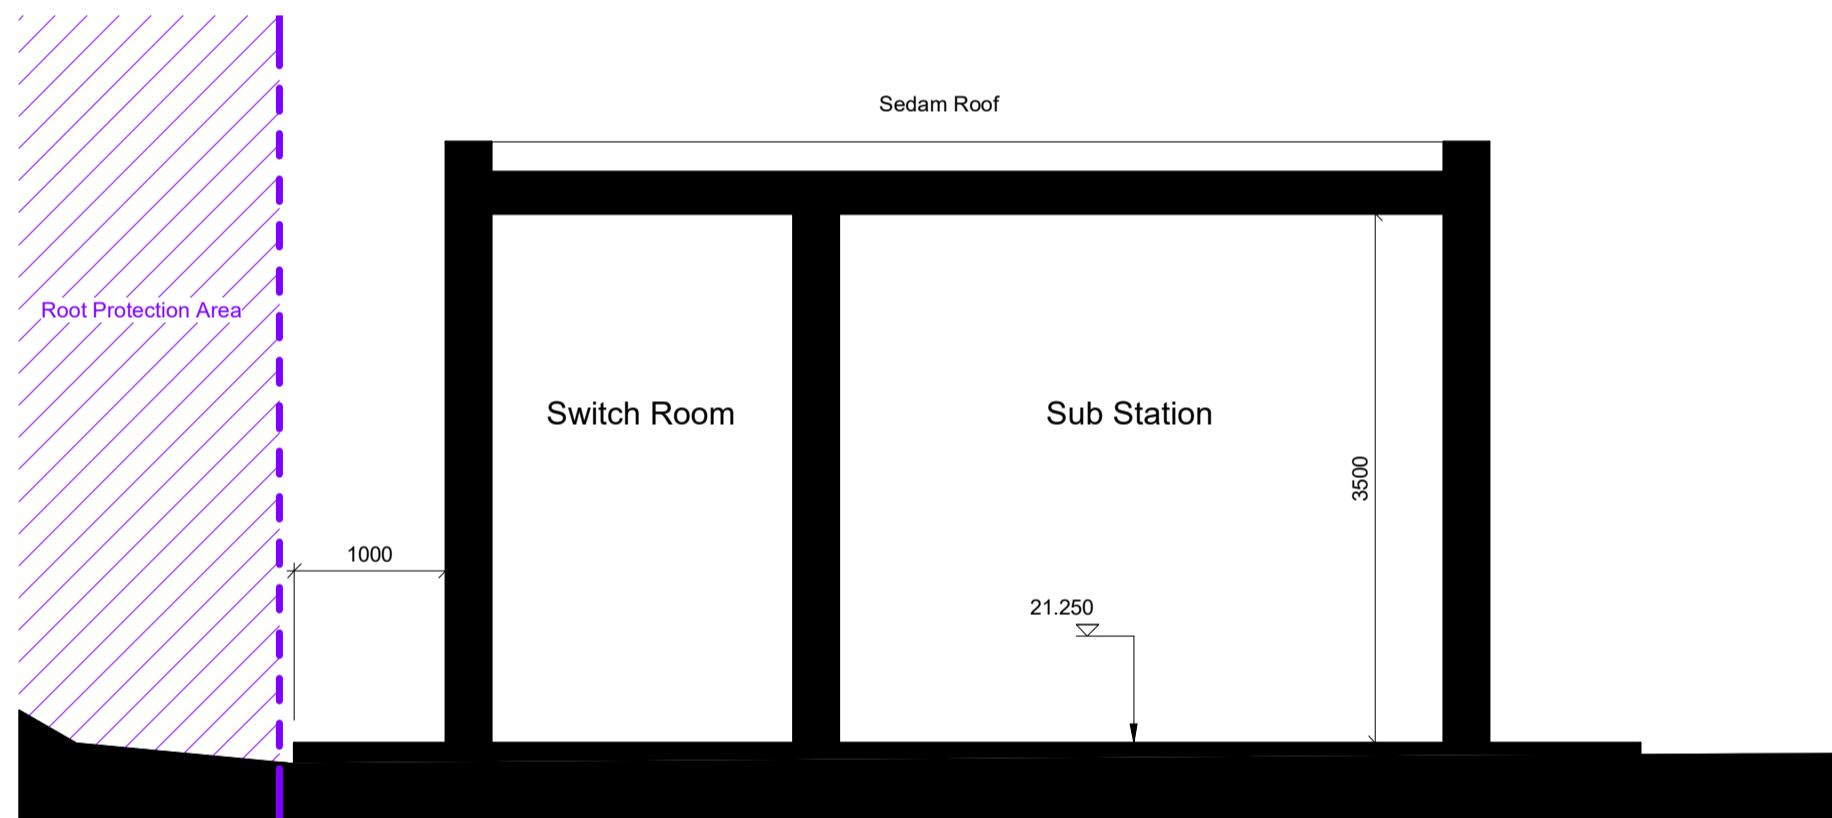 Sedam Roof
Root Protection Area
Switch Room
Sub Station
3500
1000
21.250